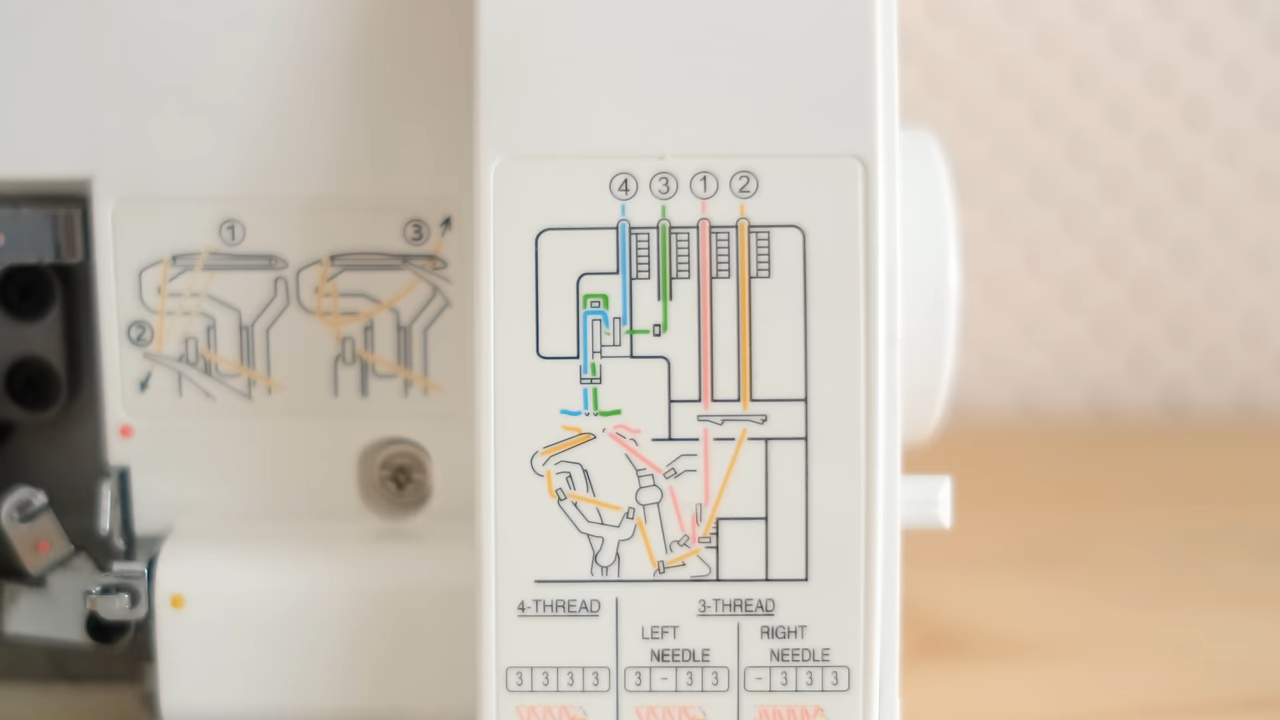 ① ③
②
④ ③ ① ②
4-THREAD 3-THREAD
LEFT NEEDLE RIGHT NEEDLE
3 3 3 3 3 - 3 3 - 3 3 3